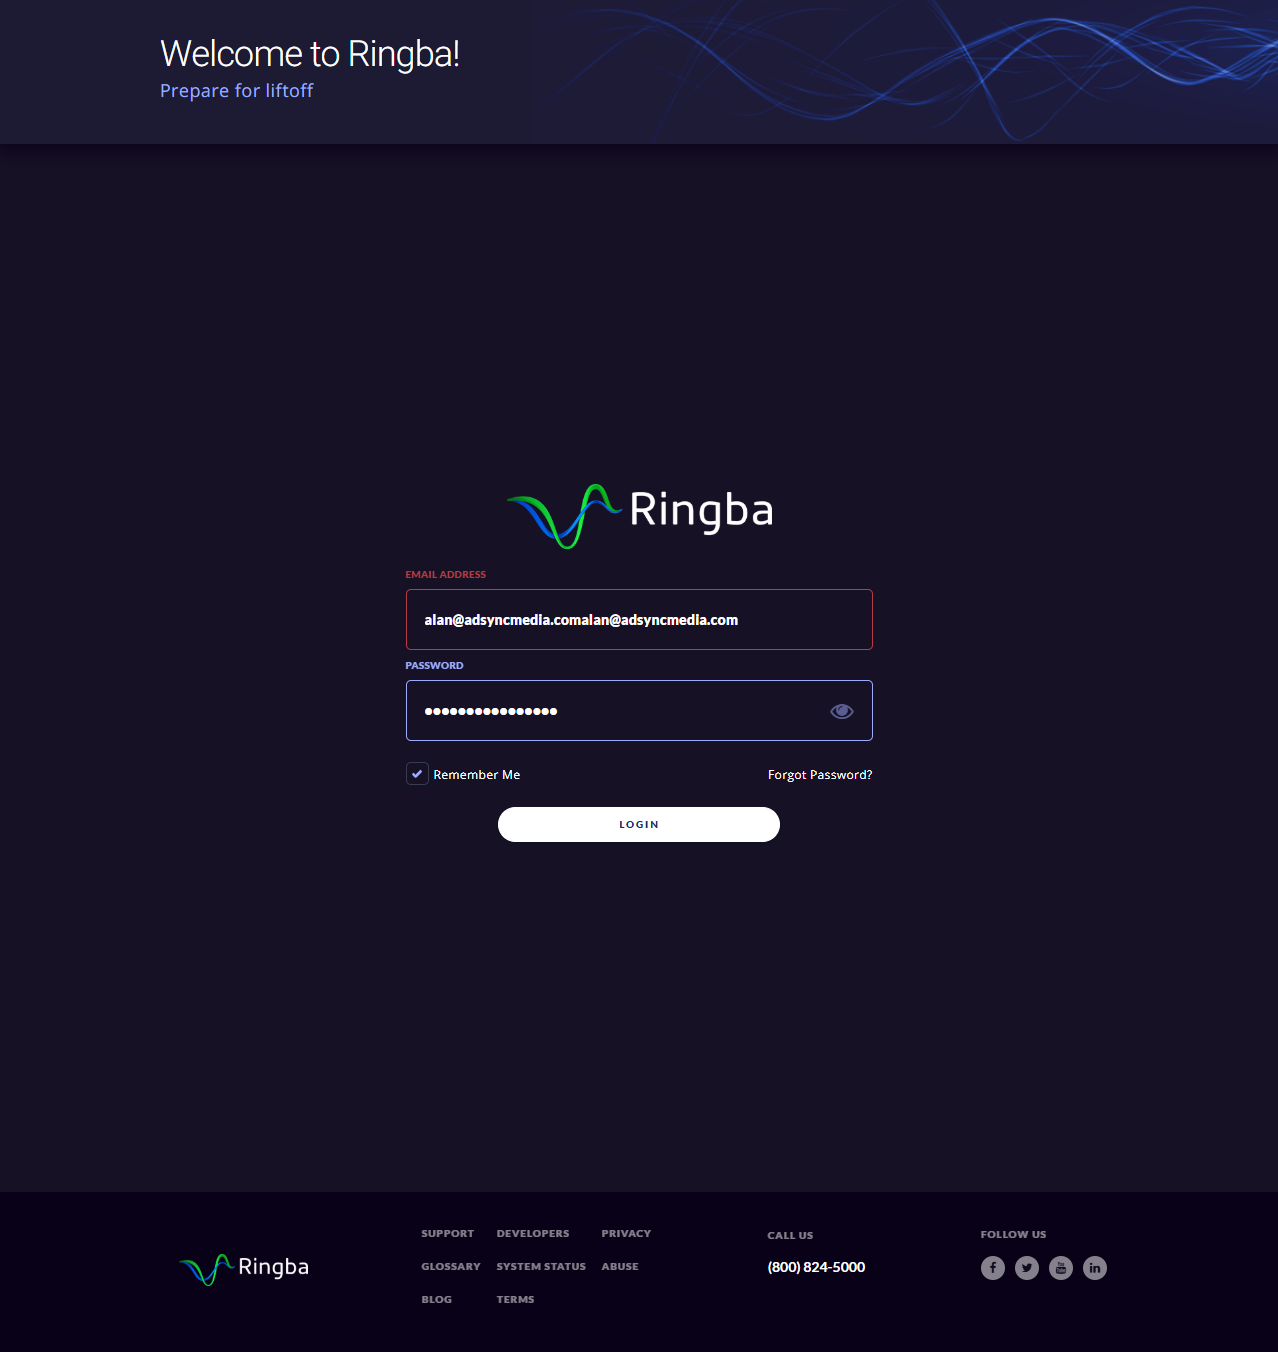 Welcome to Ringba!
Prepare for liftoff
Ringba
EMAIL ADDRESS
alan@adsyncmedia.comalan@adsyncmedia.com
PASSWORD
••••••••••••••••
Remember Me
Forgot Password?
LOGIN
Ringba
SUPPORT DEVELOPERS PRIVACY
GLOSSARY SYSTEM STATUS ABUSE
BLOG TERMS
CALL US
(800) 824-5000
FOLLOW US